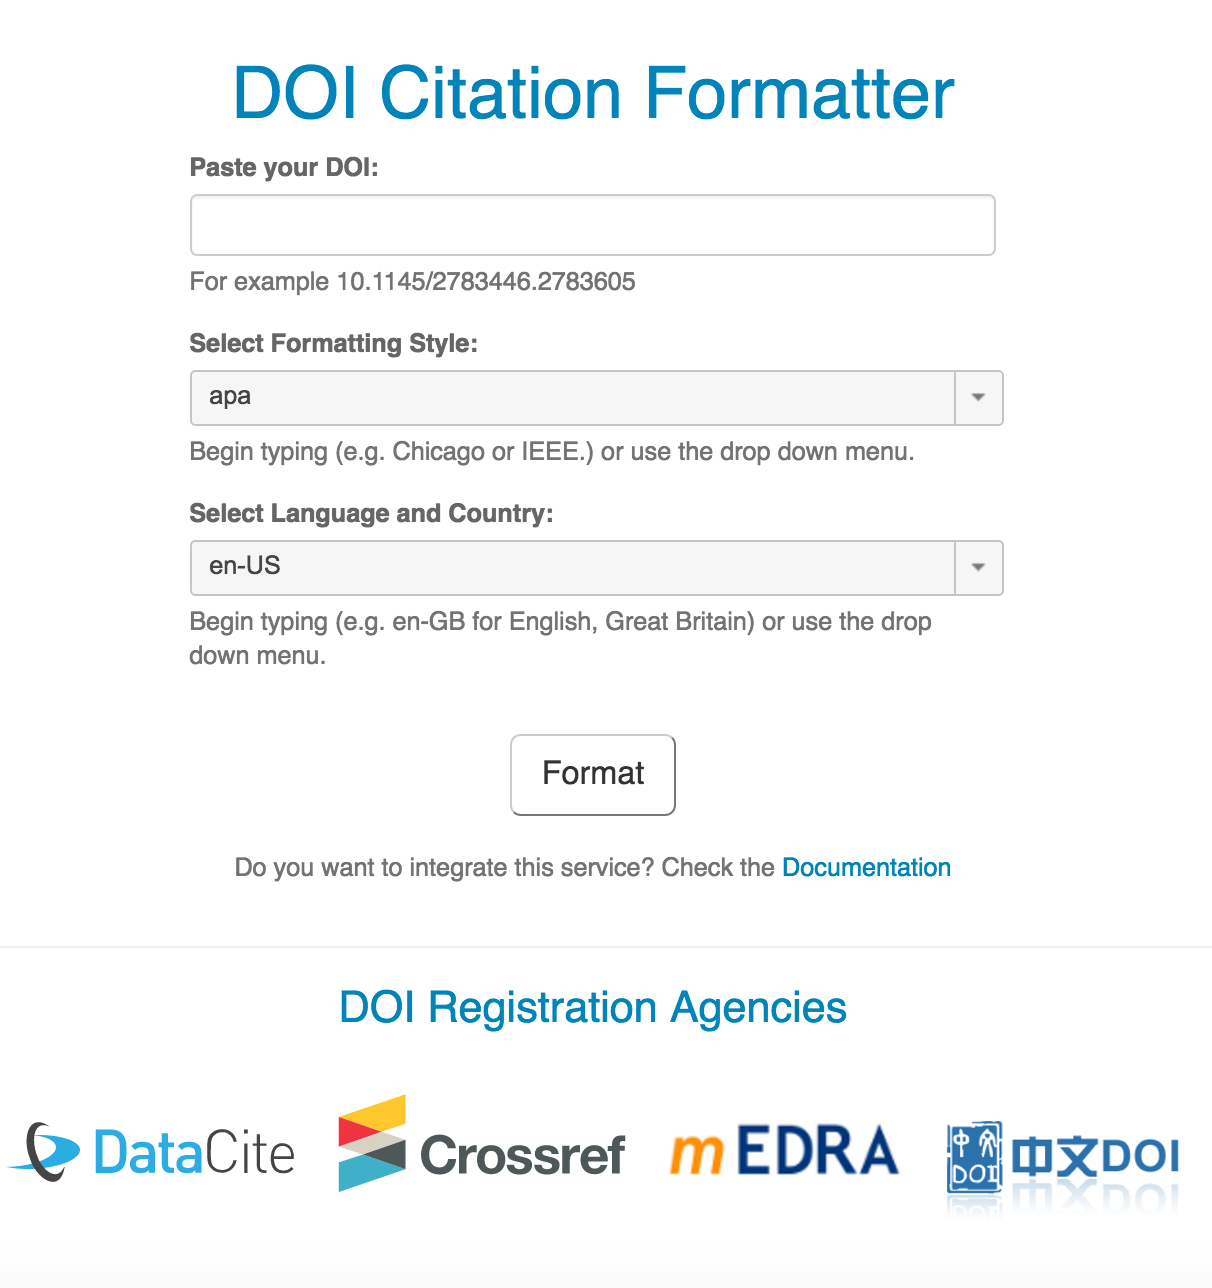 DOI Citation Formatter
Paste your DOI:
For example 10.1145/2783446.2783605
Select Formatting Style:
apa
Begin typing (e.g. Chicago or IEEE.) or use the drop down menu.
Select Language and Country:
en-US
Begin typing (e.g. en-GB for English, Great Britain) or use the drop
down menu.
Format
Do you want to integrate this service? Check the Documentation
DOI Registration Agencies
DataCite
Crossref
mEDRA
中文
DOI
中文DOI